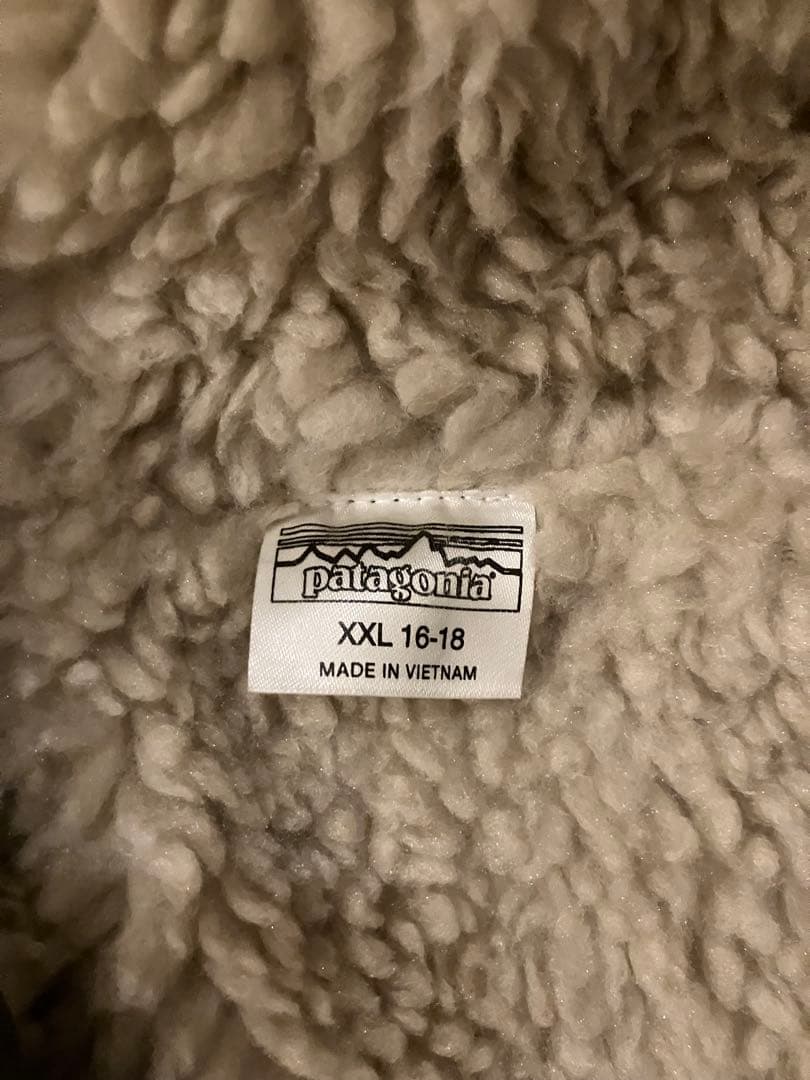 patagonia
XXL 16-18
MADE IN VIETNAM